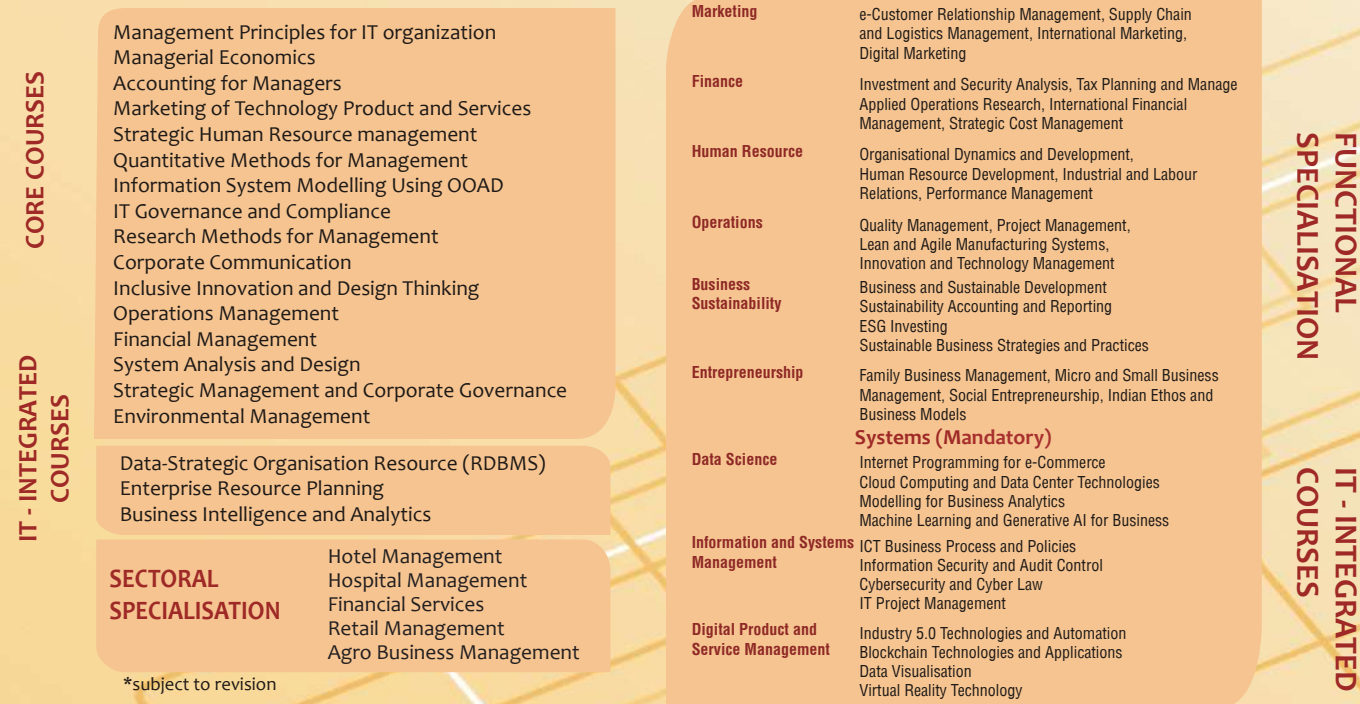 CORE COURSES
Management Principles for IT organization
Managerial Economics
Accounting for Managers
Marketing of Technology Product and Services
Strategic Human Resource management
Quantitative Methods for Management
Information System Modelling Using OOAD
IT Governance and Compliance
Research Methods for Management
Corporate Communication
Inclusive Innovation and Design Thinking
Operations Management
Financial Management
System Analysis and Design
Strategic Management and Corporate Governance
Environmental Management
IT - INTEGRATED
COURSES
Data-Strategic Organisation Resource (RDBMS)
Enterprise Resource Planning
Business Intelligence and Analytics
SECTORAL
SPECIALISATION
Hotel Management
Hospital Management
Financial Services
Retail Management
Agro Business Management
*subject to revision
FUNCTIONAL
SPECIALISATION
Marketing
e-Customer Relationship Management, Supply Chain
and Logistics Management, International Marketing,
Digital Marketing
Finance
Investment and Security Analysis, Tax Planning and Manage
Applied Operations Research, International Financial
Management, Strategic Cost Management
Human Resource
Organisational Dynamics and Development,
Human Resource Development, Industrial and Labour
Relations, Performance Management
Operations
Quality Management, Project Management,
Lean and Agile Manufacturing Systems,
Innovation and Technology Management
Business
Sustainability
Business and Sustainable Development
Sustainability Accounting and Reporting
ESG Investing
Sustainable Business Strategies and Practices
Entrepreneurship
Family Business Management, Micro and Small Business
Management, Social Entrepreneurship, Indian Ethos and
Business Models
IT - INTEGRATED
COURSES
Systems (Mandatory)
Data Science
Internet Programming for e-Commerce
Cloud Computing and Data Center Technologies
Modelling for Business Analytics
Machine Learning and Generative AI for Business
Information and Systems
Management
ICT Business Process and Policies
Information Security and Audit Control
Cybersecurity and Cyber Law
IT Project Management
Digital Product and
Service Management
Industry 5.0 Technologies and Automation
Blockchain Technologies and Applications
Data Visualisation
Virtual Reality Technology